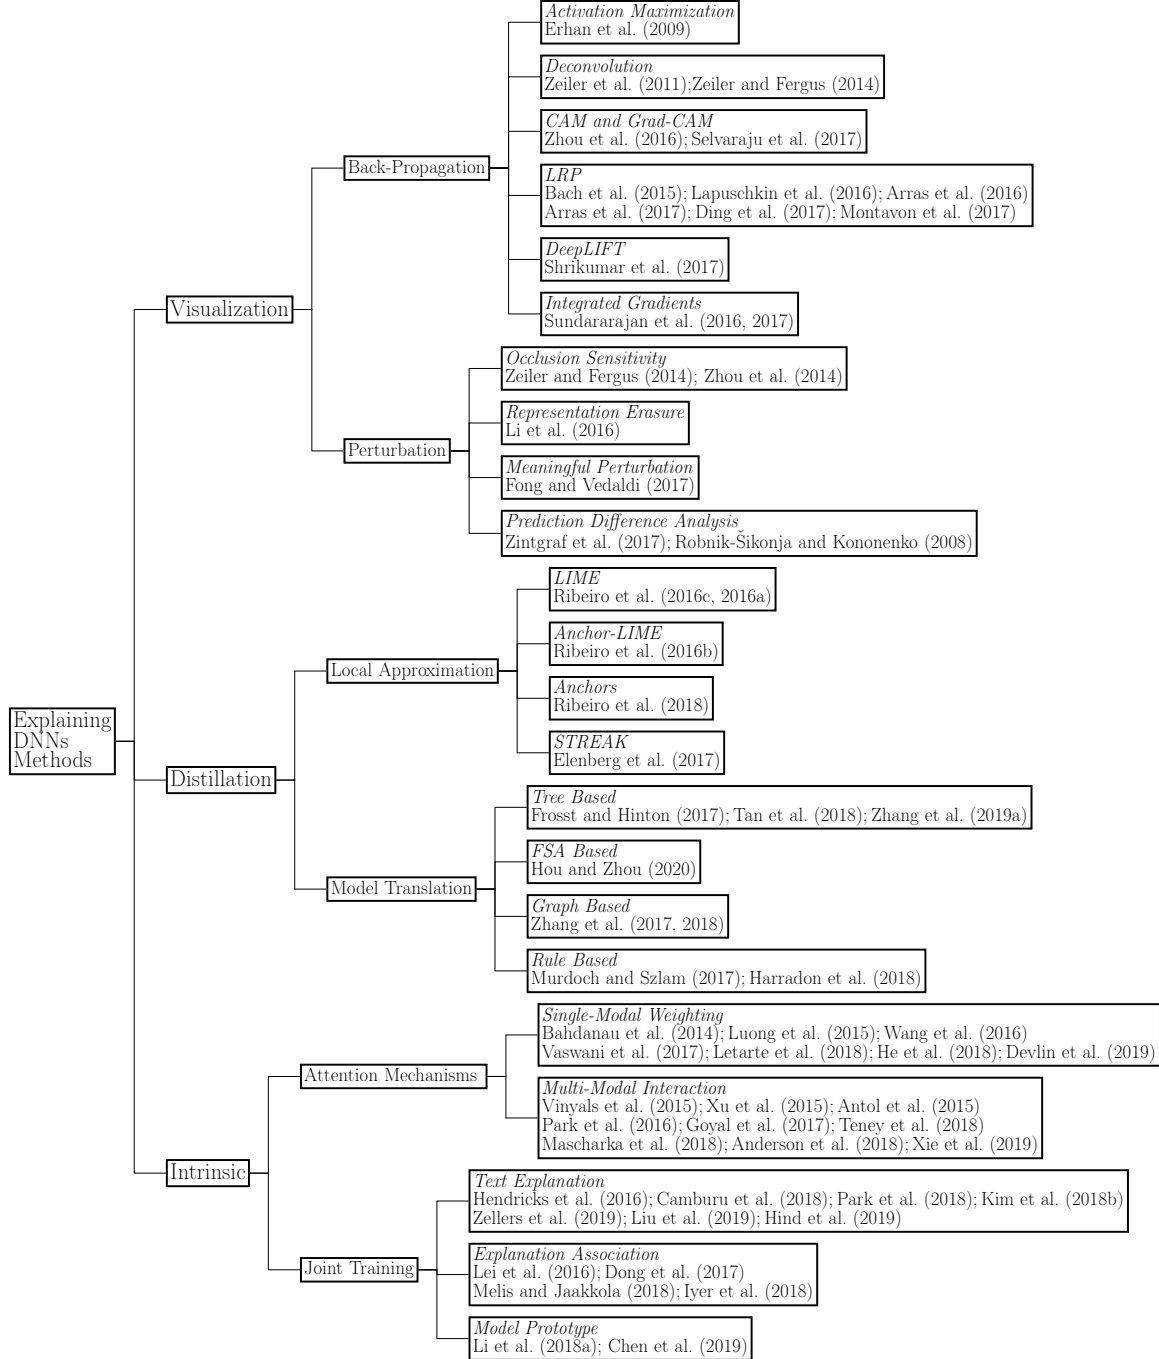 Activation Maximization
Erhan et al. (2009)
Deconvolution
Zeiler et al. (2011);Zeiler and Fergus (2014)
CAM and Grad-CAM
Zhou et al. (2016); Selvaraju et al. (2017)
Back-Propagation
LRP
Bach et al. (2015); Lapuschkin et al. (2016); Arras et al. (2016)
Arras et al. (2017); Ding et al. (2017); Montavon et al. (2017)
DeepLIFT
Shrikumar et al. (2017)
Visualization
Integrated Gradients
Sundararajan et al. (2016, 2017)
Occlusion Sensitivity
Zeiler and Fergus (2014); Zhou et al. (2014)
Representation Erasure
Li et al. (2016)
Perturbation
Meaningful Perturbation
Fong and Vedaldi (2017)
Prediction Difference Analysis
Zintgraf et al. (2017); Robnik-Šikonja and Kononenko (2008)
LIME
Ribeiro et al. (2016c, 2016a)
Anchor-LIME
Ribeiro et al. (2016b)
Local Approximation
Anchors
Ribeiro et al. (2018)
Explaining
DNNs
Methods
STREAK
Elenberg et al. (2017)
Distillation
Tree Based
Frosst and Hinton (2017); Tan et al. (2018); Zhang et al. (2019a)
FSA Based
Hou and Zhou (2020)
Model Translation
Graph Based
Zhang et al. (2017, 2018)
Rule Based
Murdoch and Szlam (2017); Harradon et al. (2018)
Single-Modal Weighting
Bahdanau et al. (2014); Luong et al. (2015); Wang et al. (2016)
Vaswani et al. (2017); Letarte et al. (2018); He et al. (2018); Devlin et al. (2019)
Attention Mechanisms
Multi-Modal Interaction
Vinyals et al. (2015); Xu et al. (2015); Antol et al. (2015)
Park et al. (2016); Goyal et al. (2017); Teney et al. (2018)
Mascharka et al. (2018); Anderson et al. (2018); Xie et al. (2019)
Intrinsic
Text Explanation
Hendricks et al. (2016); Camburu et al. (2018); Park et al. (2018); Kim et al. (2018b)
Zellers et al. (2019); Liu et al. (2019); Hind et al. (2019)
Joint Training
Explanation Association
Lei et al. (2016); Dong et al. (2017)
Melis and Jaakkola (2018); Iyer et al. (2018)
Model Prototype
Li et al. (2018a); Chen et al. (2019)